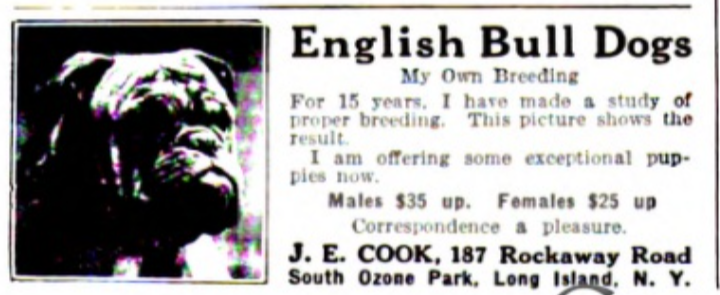 English Bull Dogs
My Own Breeding
For 15 years, I have made a study of
proper breeding. This picture shows the
result.
I am offering some exceptional pup-
pies now.
Males $35 up. Females $25 up
Correspondence a pleasure.
J. E. COOK, 187 Rockaway Road
South Ozone Park, Long Island, N. Y.